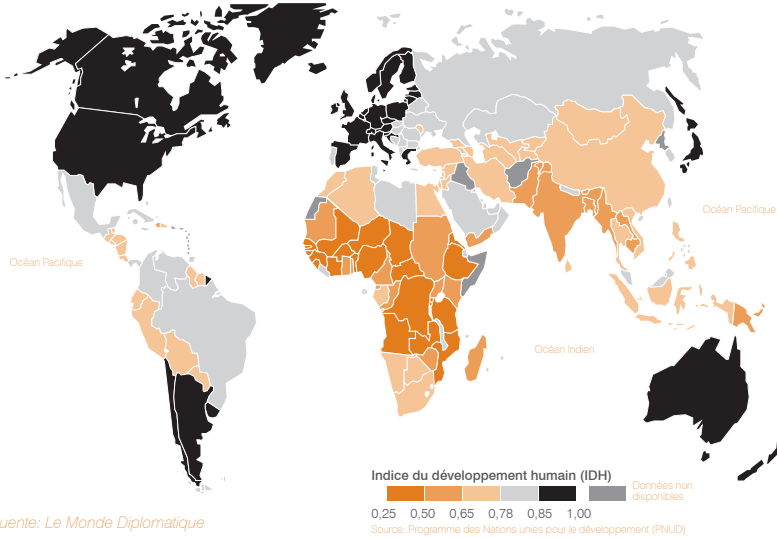 Océan Pacifique
Océan Pacifique
Océan Indien
Indice du développement humain (IDH)
Données non
disponibles
0,25 0,50 0,65 0,78 0,85 1,00
Source: Programme des Nations unies pour le développement (PNUD)
uente: Le Monde Diplomatique